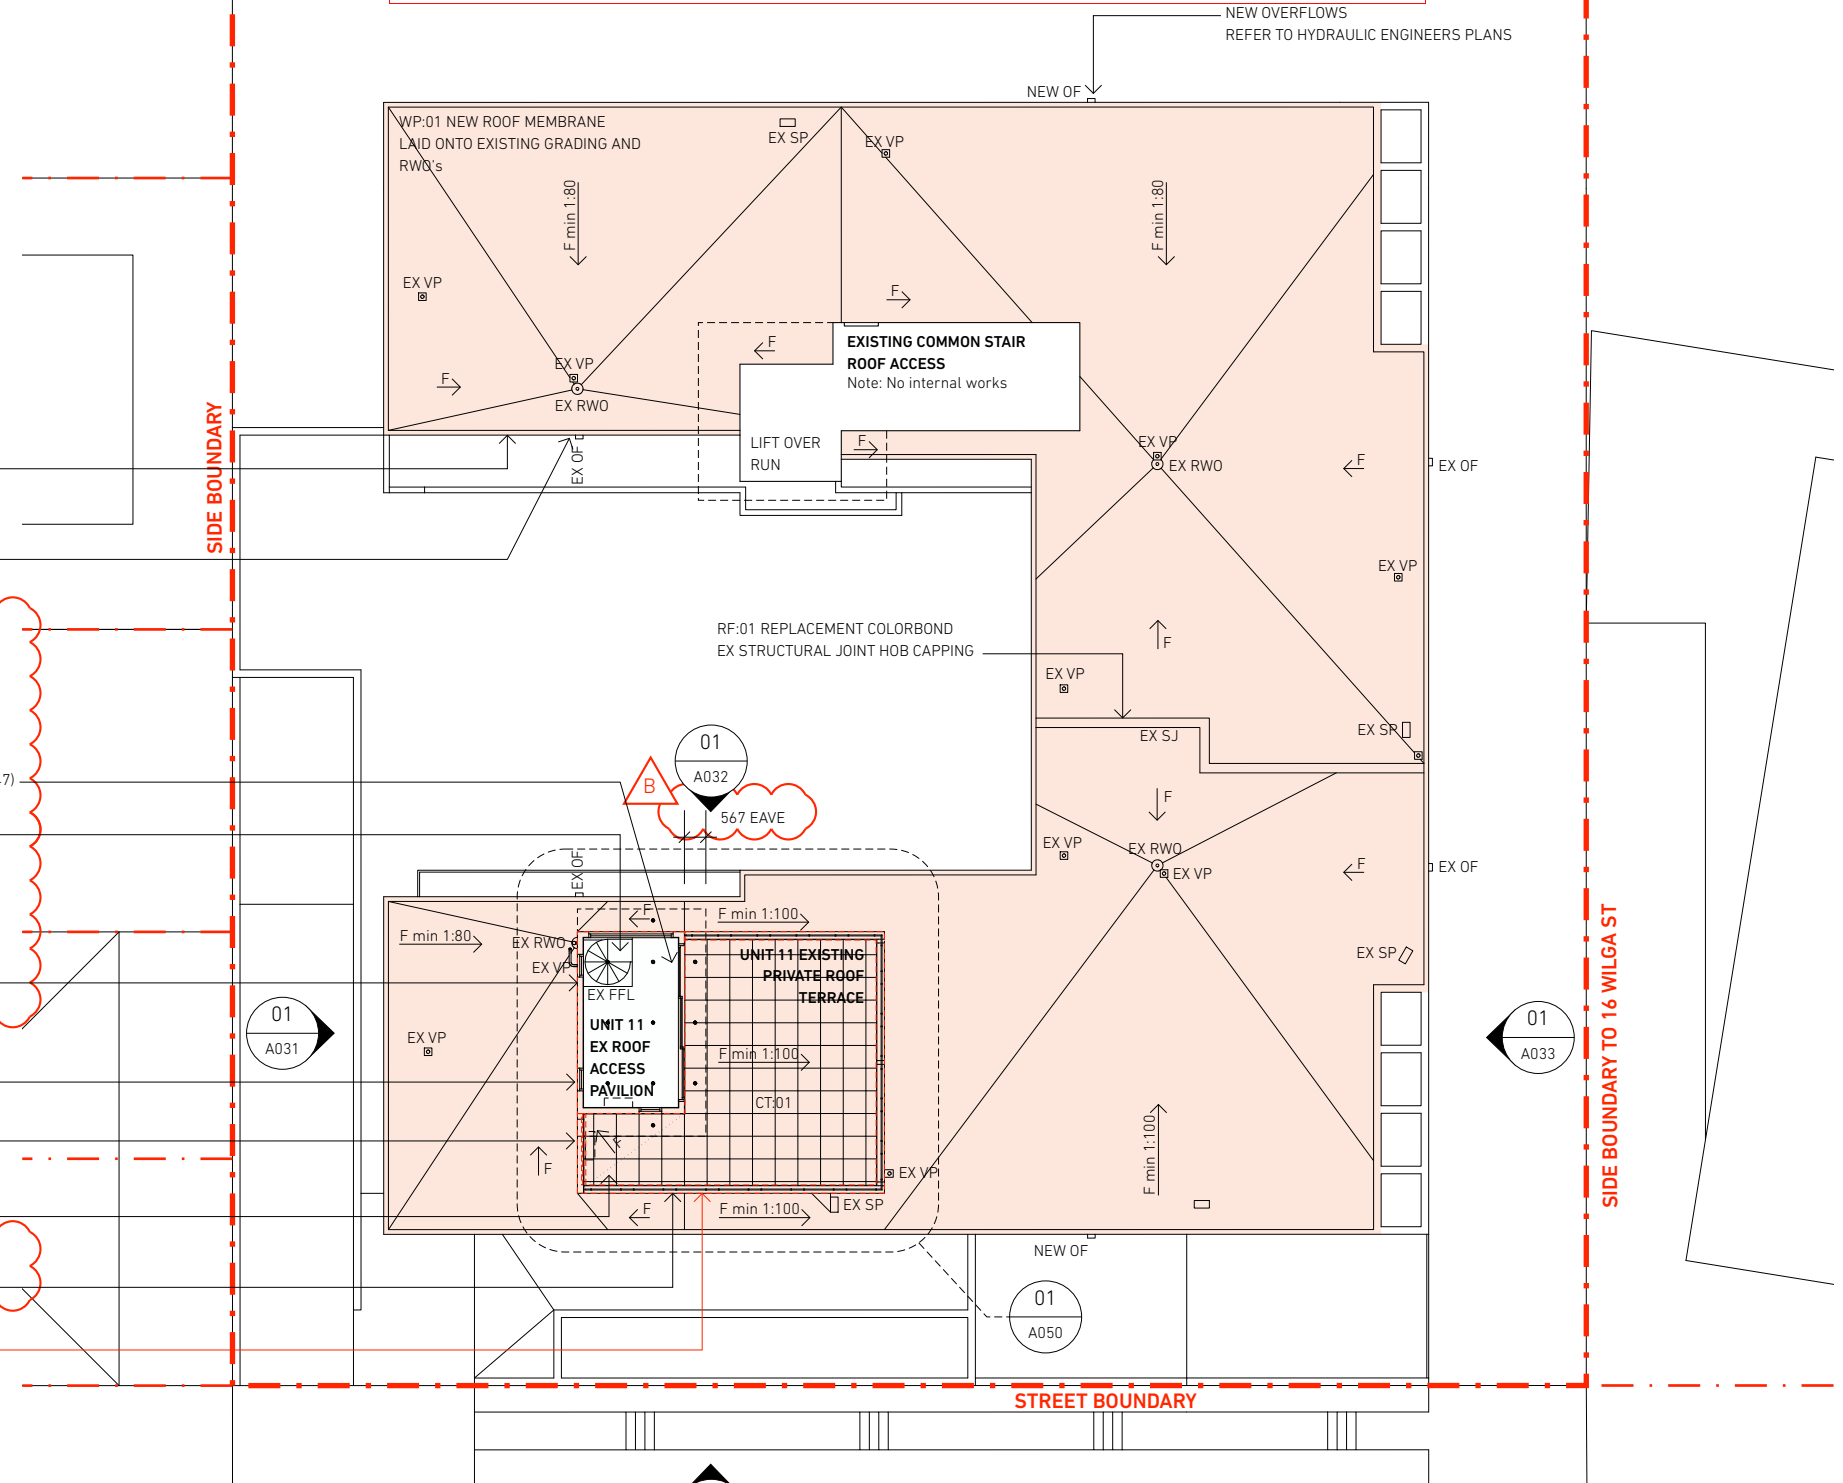 NEW OVERFLOWS
REFER TO HYDRAULIC ENGINEERS PLANS
NEW OF
WP:01 NEW ROOF MEMBRANE
LAID ONTO EXISTING GRADING AND
RWO's
EX SP
EX VP
F min 1:80
F min 1:80
EX VP
F
F
EXISTING COMMON STAIR
ROOF ACCESS
Note: No internal works
EX VP
F
EX RWO
LIFT OVER
RUN
F
EX OF
EX VP
EX RWO
F
EX OF
SIDE BOUNDARY
EX VP
RF:01 REPLACEMENT COLORBOND
EX STRUCTURAL JOINT HOB CAPPING
F
EX VP
EX SP
EX SJ
01
A032
B
567 EAVE
7)
F
EX VP
EX RWO
EX VP
F
EX OF
EX OF
F
F min 1:100
F min 1:80
EX RWO
EX VP
UNIT 11 EXISTING
PRIVATE ROOF
TERRACE
EX SP
EX FFL
UNIT 11
EX ROOF
ACCESS
PAVILION
01
A031
EX VP
F min 1:100
CT:01
01
A033
SIDE BOUNDARY TO 16 WILGA ST
F
F
EX VP
F min 1:100
F
F min 1:100
EX SP
NEW OF
01
A050
STREET BOUNDARY